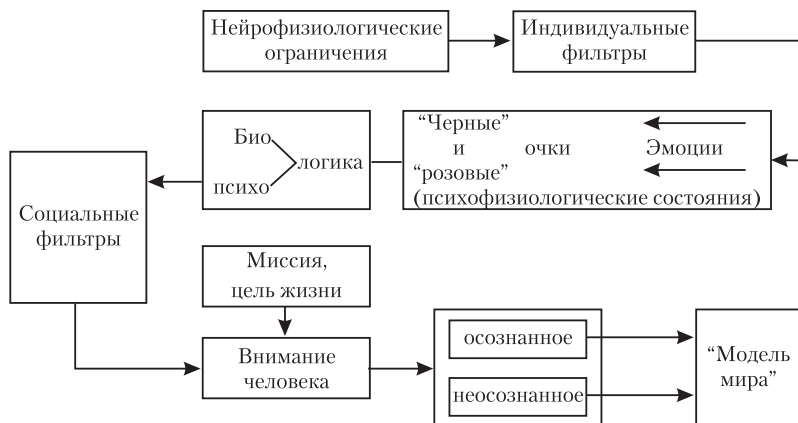 Нейрофизиологические
ограничения
Индивидуальные
фильтры
“Черные”
и очки Эмоции
“розовые”
(психофизиологические состояния)
Био
логика
психо
Социальные
фильтры
Миссия,
цель жизни
Внимание
человека
осознанное
неосознанное
“Модель
мира”